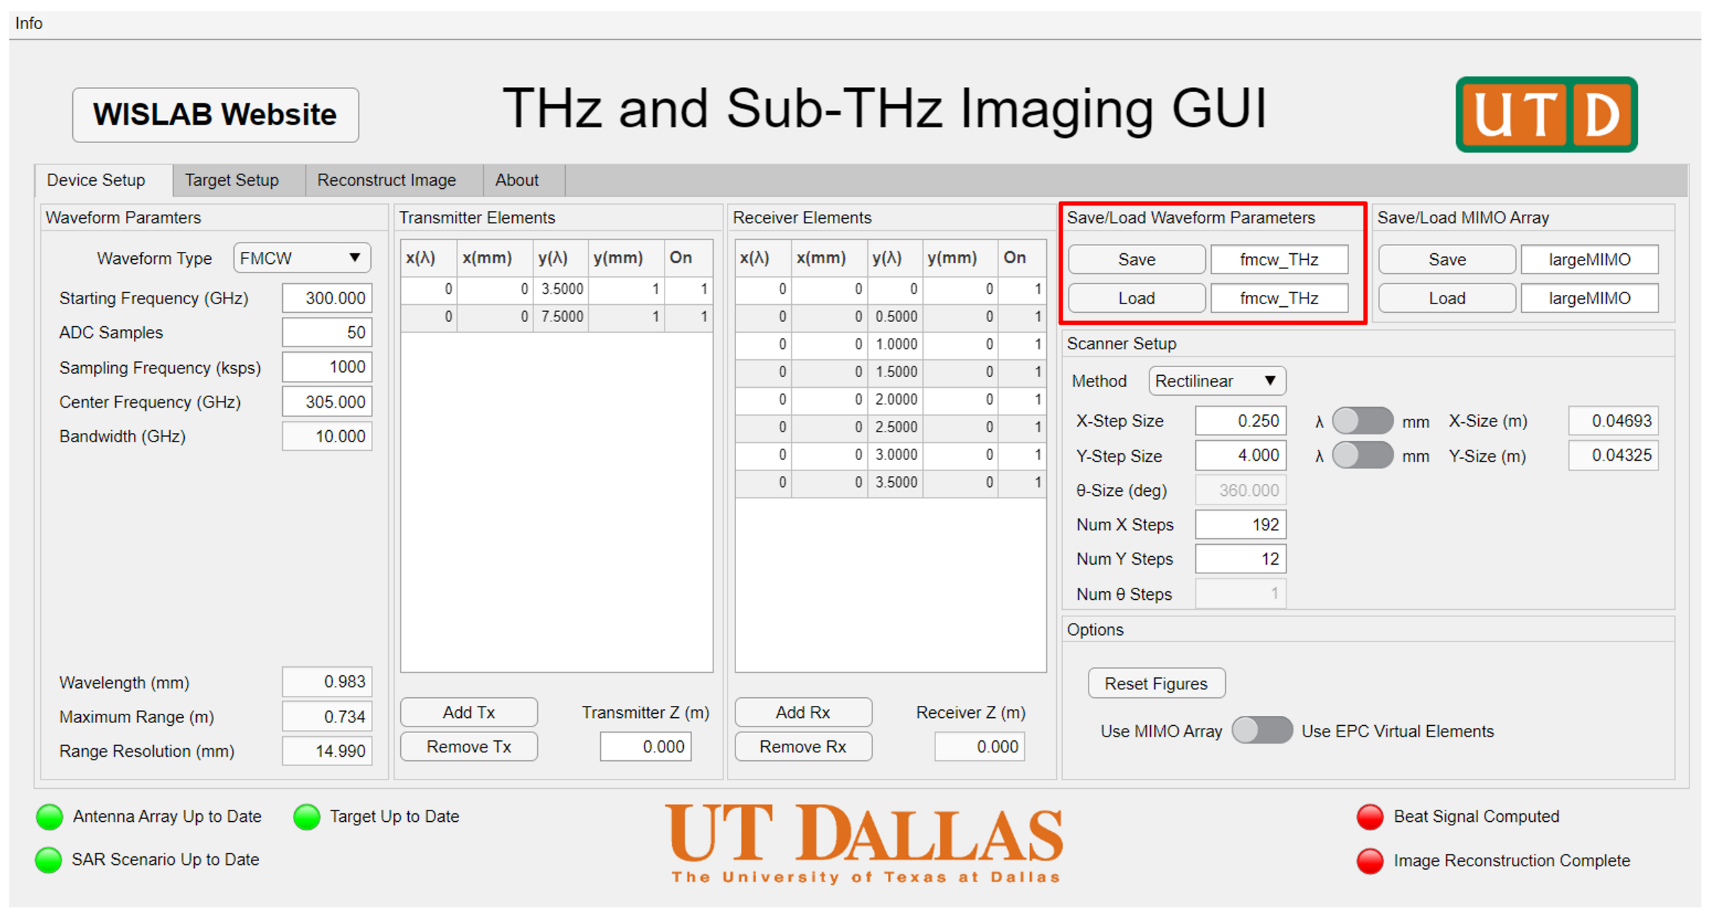 Info
WISLAB Website
THz and Sub-THz Imaging GUI
UTD
Device Setup
Target Setup
Reconstruct Image
About
Waveform Paramters
Waveform Type FMCW
Starting Frequency (GHz) 300.000
ADC Samples 50
Sampling Frequency (ksps) 1000
Center Frequency (GHz) 305.000
Bandwidth (GHz) 10.000
Wavelength (mm) 0.983
Maximum Range (m) 0.734
Range Resolution (mm) 14.990
Transmitter Elements
x(λ) x(mm) y(λ) y(mm) On
0 0 3.5000 1 1
0 0 7.5000 1 1
Add Tx
Remove Tx
Transmitter Z (m)
0.000
Receiver Elements
x(λ) x(mm) y(λ) y(mm) On
0 0 0 0 1
0 0 0.5000 0 1
0 0 1.0000 0 1
0 0 1.5000 0 1
0 0 2.0000 0 1
0 0 2.5000 0 1
0 0 3.0000 0 1
0 0 3.5000 0 1
Add Rx
Remove Rx
Receiver Z (m)
0.000
Save/Load Waveform Parameters
Save fmcw_THz
Load fmcw_THz
Save/Load MIMO Array
Save largeMIMO
Load largeMIMO
Scanner Setup
Method Rectilinear
X-Step Size 0.250 λ mm X-Size (m) 0.04693
Y-Step Size 4.000 λ mm Y-Size (m) 0.04325
θ-Size (deg) 360.000
Num X Steps 192
Num Y Steps 12
Num θ Steps 1
Options
Reset Figures
Use MIMO Array Use EPC Virtual Elements
Antenna Array Up to Date
Target Up to Date
SAR Scenario Up to Date
UT DALLAS
The University of Texas at Dallas
Beat Signal Computed
Image Reconstruction Complete